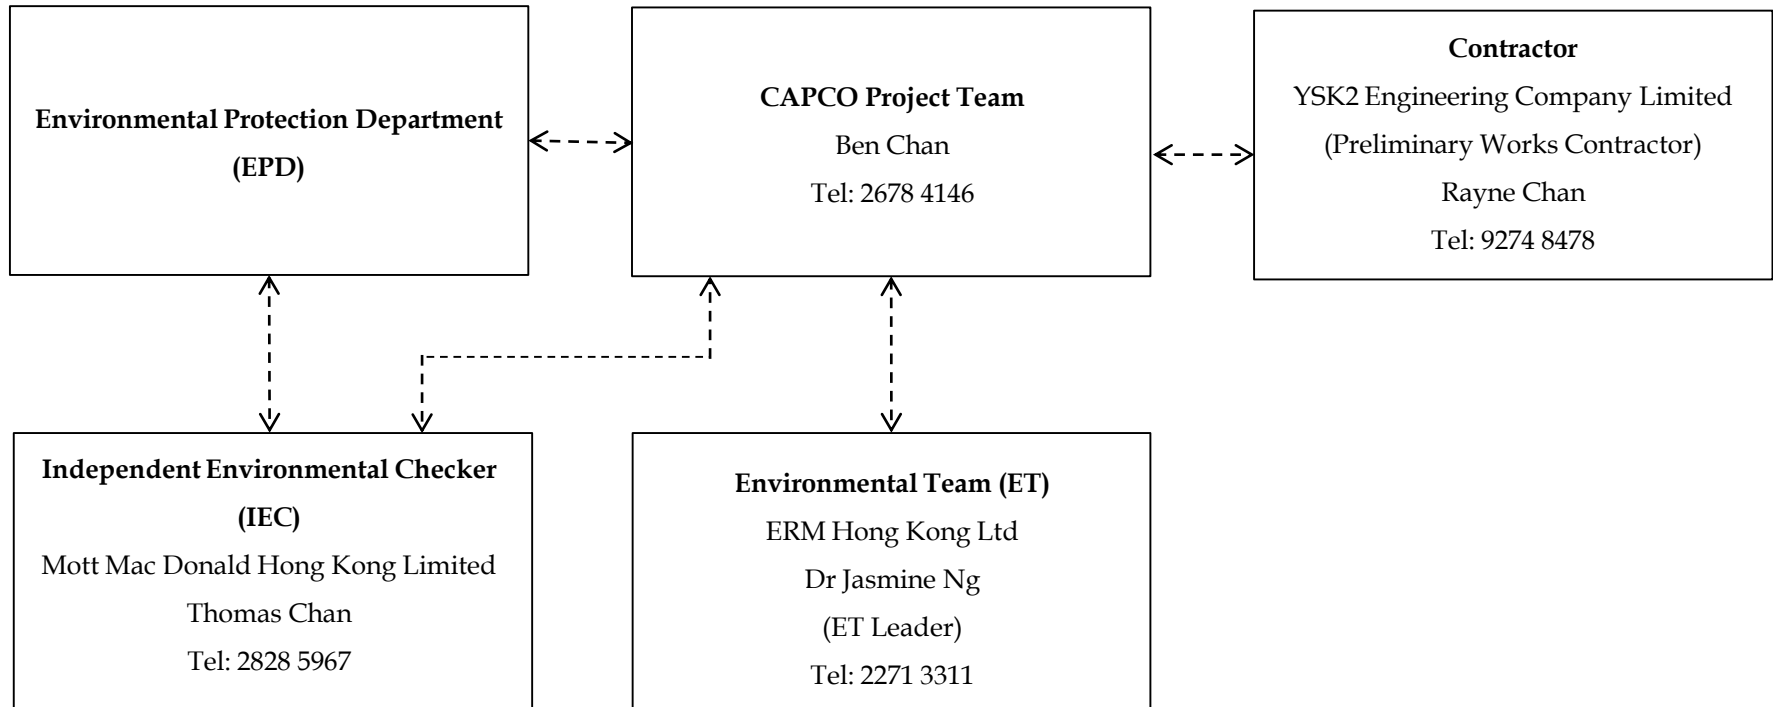 Environmental Protection Department
(EPD)
CAPCO Project Team
Ben Chan
Tel: 2678 4146
Contractor
YSK2 Engineering Company Limited
(Preliminary Works Contractor)
Rayne Chan
Tel: 9274 8478
Independent Environmental Checker
(IEC)
Mott Mac Donald Hong Kong Limited
Thomas Chan
Tel: 2828 5967
Environmental Team (ET)
ERM Hong Kong Ltd
Dr Jasmine Ng
(ET Leader)
Tel: 2271 3311